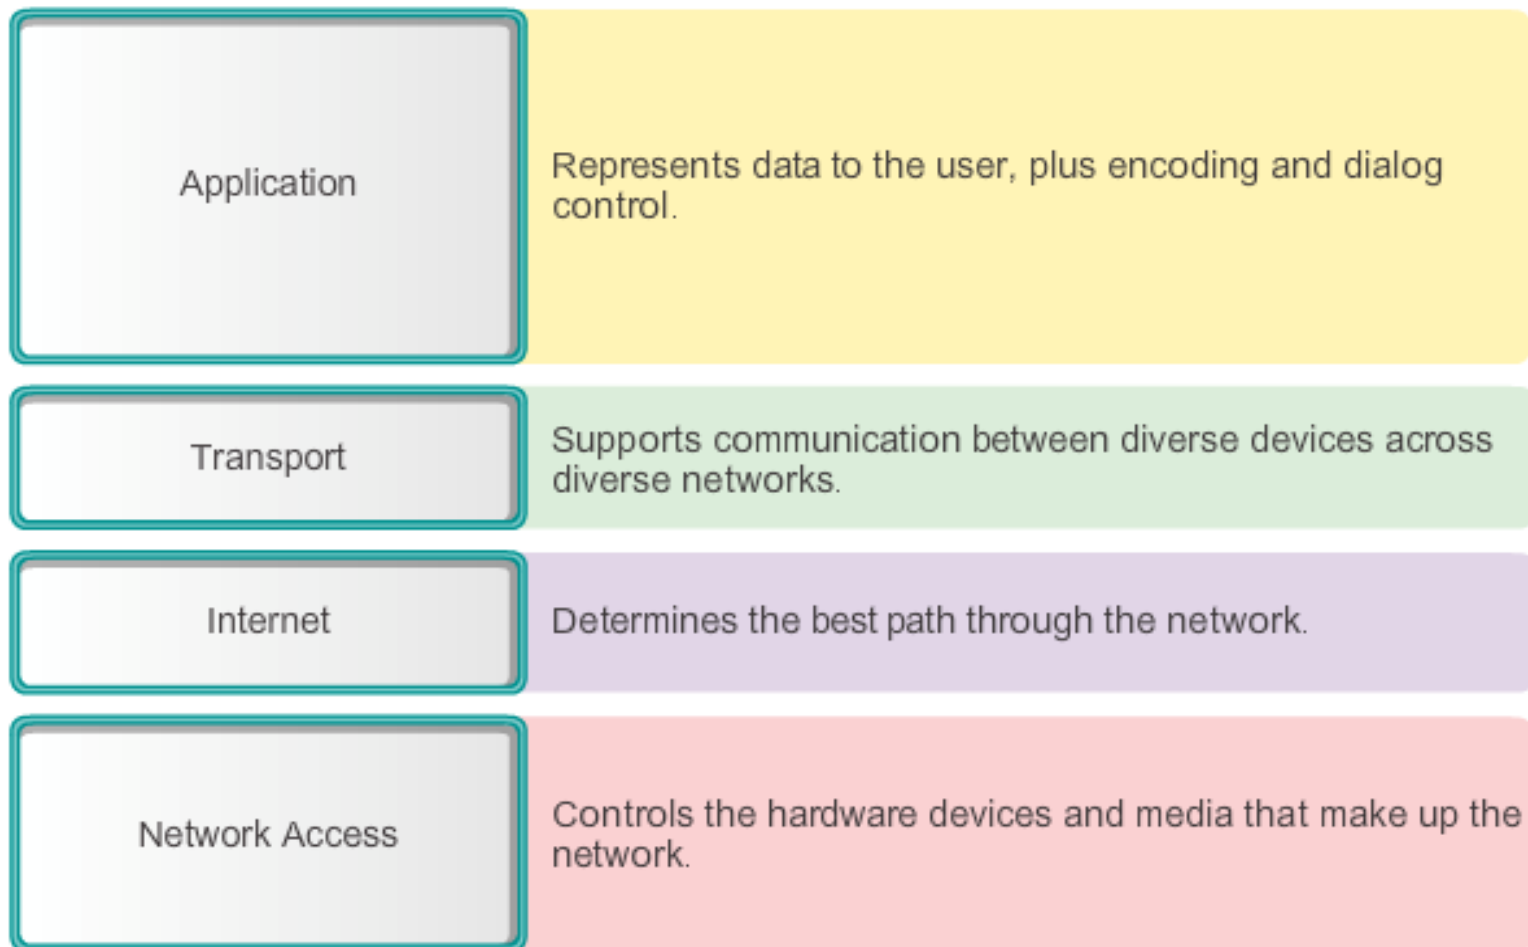 Application
Represents data to the user, plus encoding and dialog
control.
Transport
Supports communication between diverse devices across
diverse networks.
Internet
Determines the best path through the network.
Network Access
Controls the hardware devices and media that make up the
network.